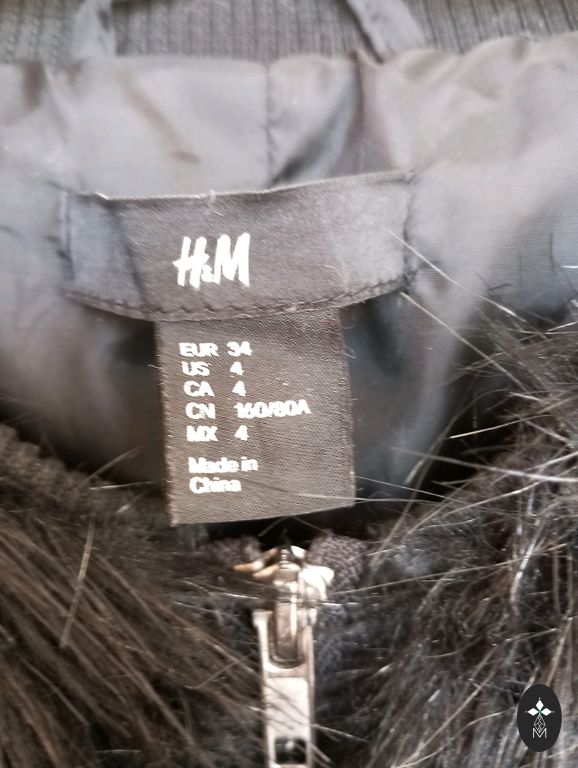 H&M
EUR 34
US 4
CA 4
CN 160/80A
MX 4
Made in
China
M